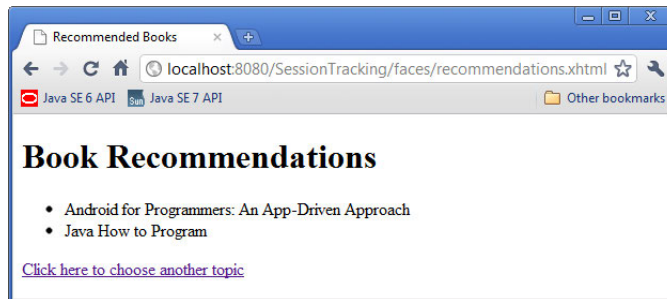 Recommended Books
localhost:8080/SessionTracking/faces/recommendations.xhtml
Java SE 6 API Sun Java SE 7 API Other bookmarks
Book Recommendations
Android for Programmers: An App-Driven Approach
Java How to Program
Click here to choose another topic